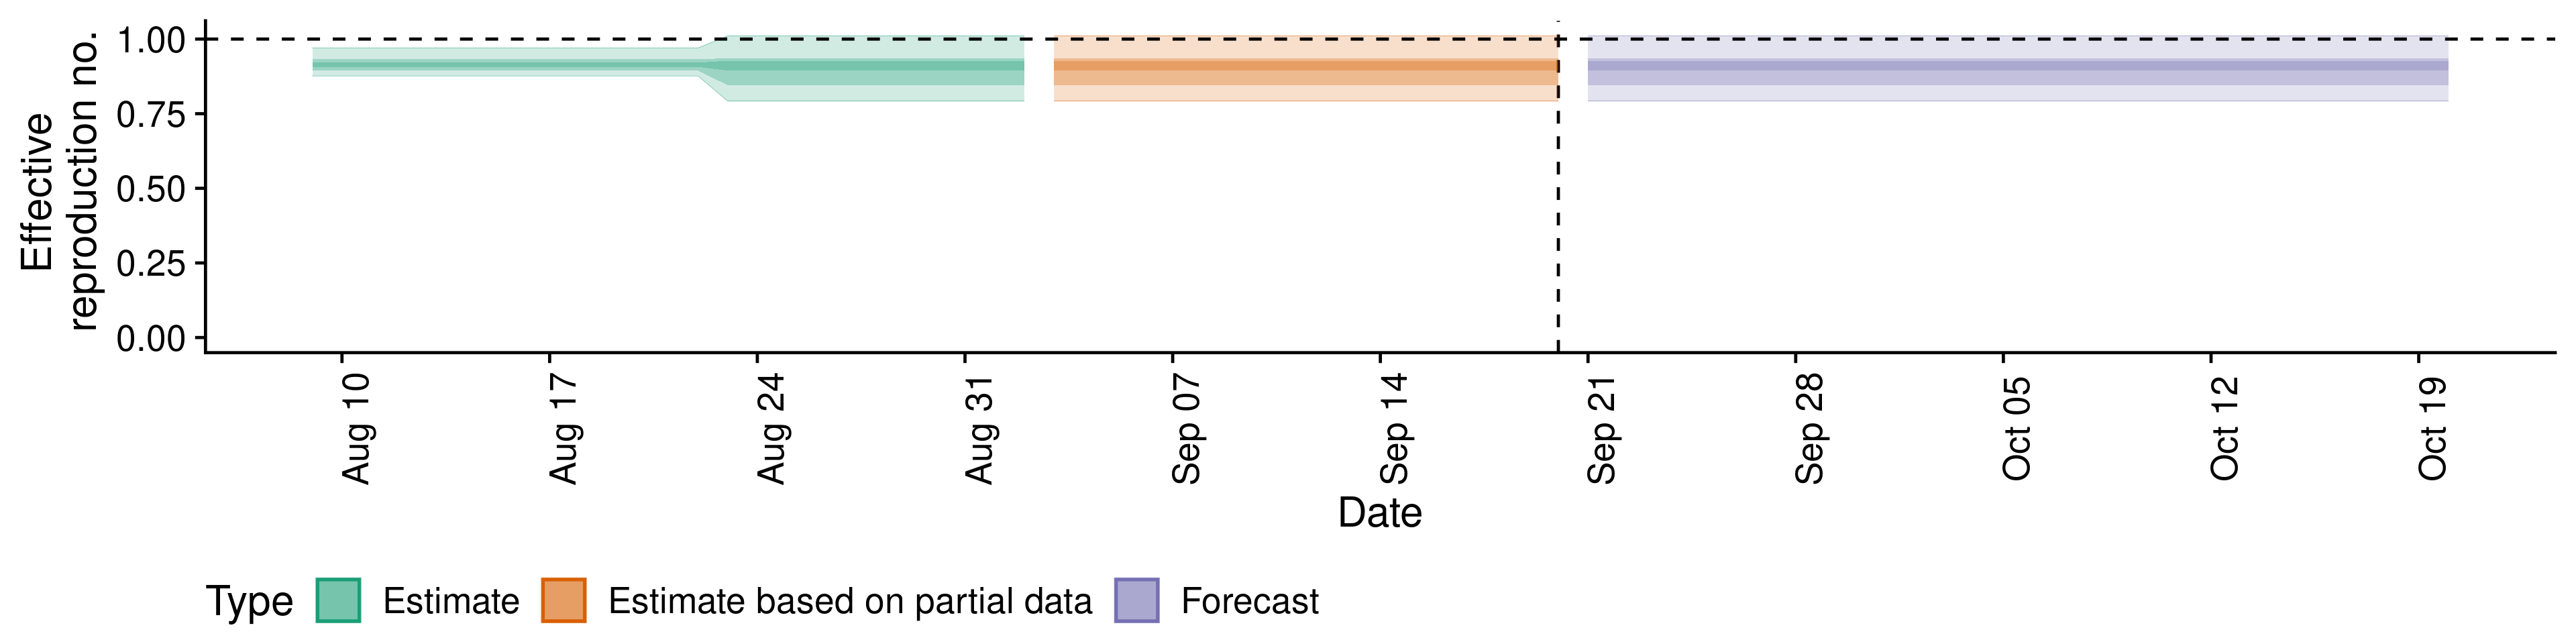 Effective
reproduction no.
1.00
0.75
0.50
0.25
0.00
Aug 10
Aug 17
Aug 24
Aug 31
Sep 07
Sep 14
Sep 21
Sep 28
Oct 05
Oct 12
Oct 19
Date
Type Estimate Estimate based on partial data Forecast